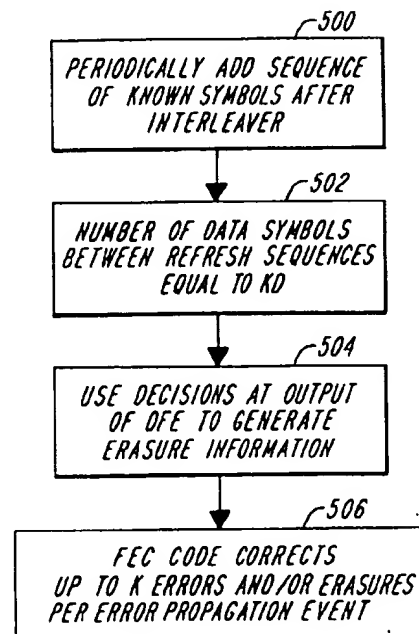 500
PERIODICALLY ADD SEQUENCE
OF KNOWN SYMBOLS AFTER
INTERLEAVER
502
NUMBER OF DATA SYMBOLS
BETWEEN REFRESH SEQUENCES
EQUAL TO KD
504
USE DECISIONS AT OUTPUT
OF DFE TO GENERATE
ERASURE INFORMATION
506
FEC CODE CORRECTS
UP TO K ERRORS AND/OR ERASURES
PER ERROR PROPAGATION EVENT